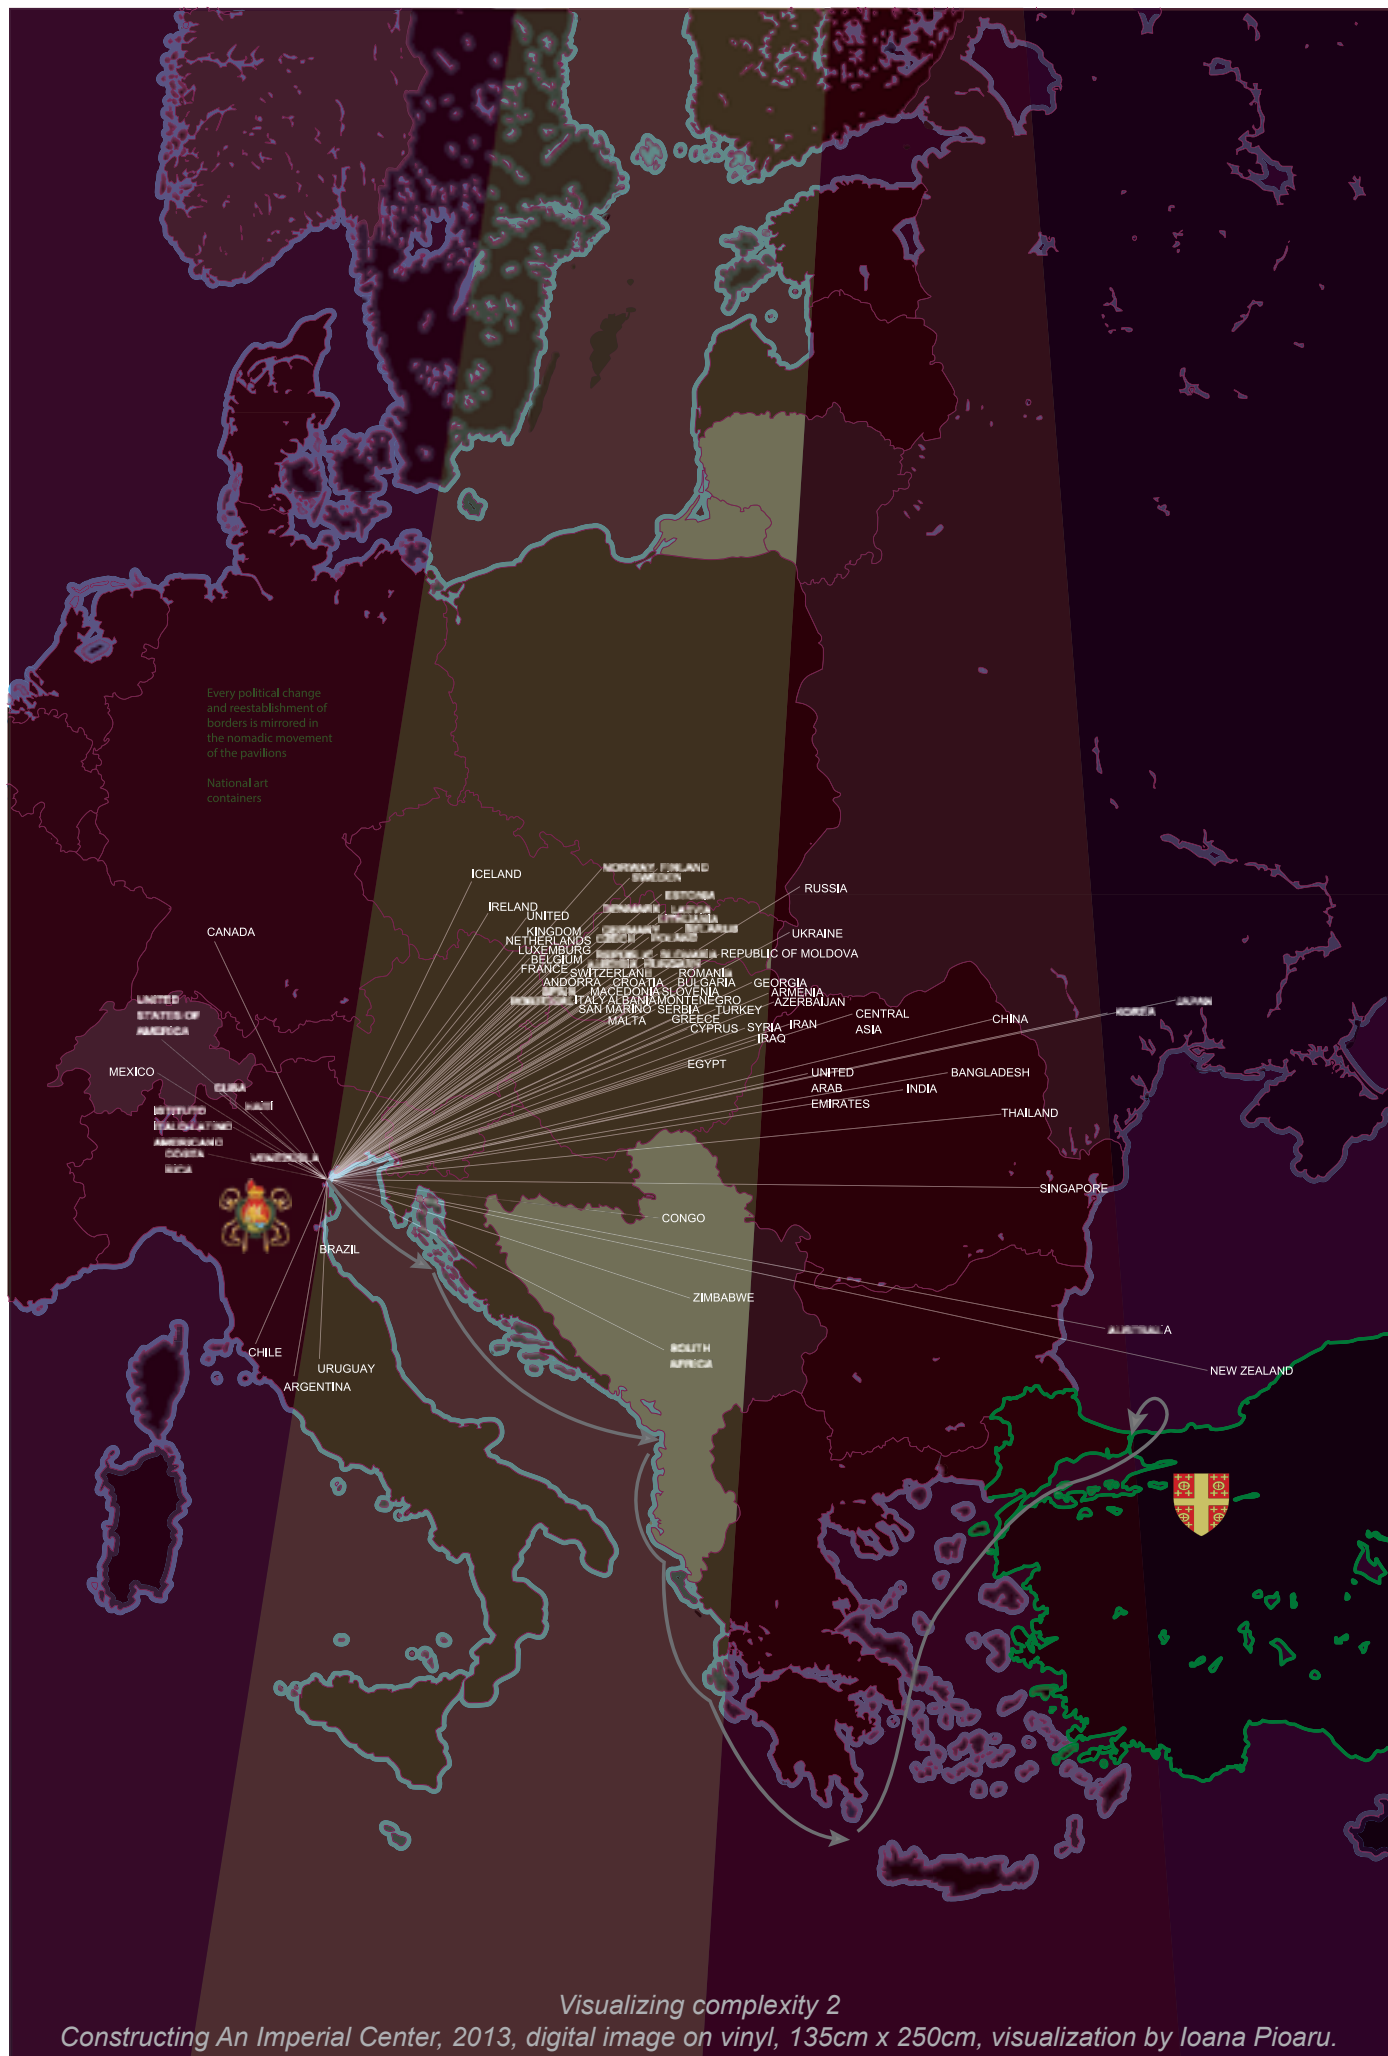 Every political change
and reestablishment of
borders is mirrored in
the nomadic movement
of the pavilions
National art
containers
ICELAND
NORWAY, FINLAND
SWEDEN
RUSSIA
ESTONIA
IRELAND
DENMARK LATVIA
UNITED
LITHUANIA
CANADA
KINGDOM
GERMANY BELARUS
UKRAINE
NETHERLANDS
CZECH POLAND
LUXEMBURG
REPUBLIC OF MOLDOVA
BELGIUM
FRANCE
SWITZERLAND
ROMANIA
ANDORRA
CROATIA
BULGARIA
GEORGIA
MACEDONIA
SLOVENIA
ARMENIA
ITALY
ALBANIA
MONTENEGRO
AZERBAIJAN
UNITED
STATES OF
AMERICA
JAPAN
SAN MARINO
SERBIA
TURKEY
KOREA
CENTRAL
ASIA
MALTA
GREECE
CHINA
CYPRUS
SYRIA
IRAN
IRAQ
EGYPT
MEXICO
UNITED
ARAB
EMIRATES
BANGLADESH
CUBA
INDIA
HAITI
ISTITUTO
ITALO-LATINO
AMERICANO
THAILAND
COSTA
RICA
VENEZUELA
SINGAPORE
CONGO
BRAZIL
ZIMBABWE
AUSTRALIA
SOUTH
AFRICA
CHILE
URUGUAY
NEW ZEALAND
ARGENTINA
Visualizing complexity 2
Constructing An Imperial Center, 2013, digital image on vinyl, 135cm x 250cm, visualization by Ioana Pioaru.